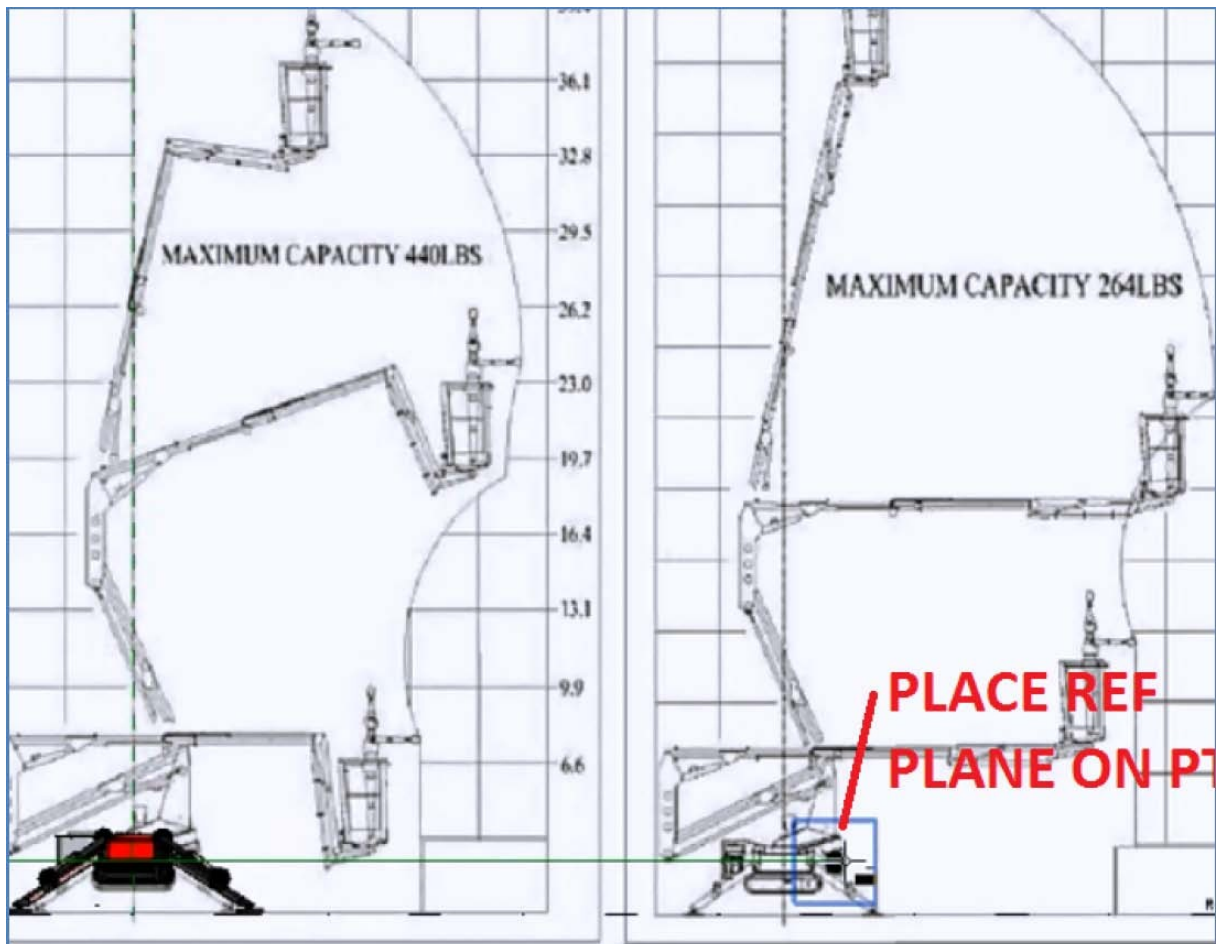 36.1
32.8
29.5
26.2
23.0
19.7
16.4
13.1
9.9
6.6
MAXIMUM CAPACITY 440LBS
MAXIMUM CAPACITY 264LBS
PLACE REF
PLANE ON PT
R